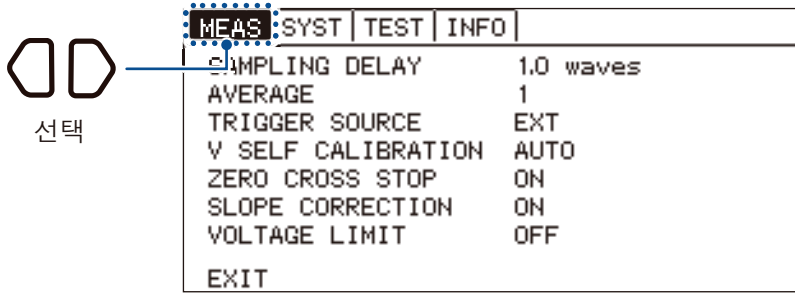 MEAS SYST TEST INFO
SAMPLING DELAY 1.0 waves
AVERAGE 1
TRIGGER SOURCE EXT
V SELF CALIBRATION AUTO
ZERO CROSS STOP ON
SLOPE CORRECTION ON
VOLTAGE LIMIT OFF
EXIT
선택